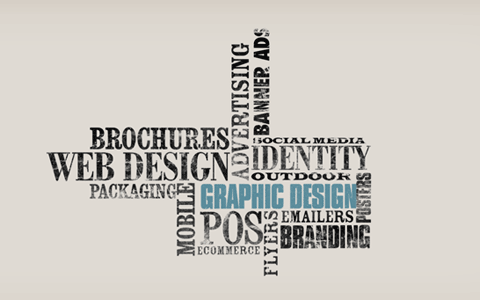 BANNER ADS
ADVERTISING
BROCHURES
SOCIAL MEDIA
WEB DESIGN
IDENTITY
OUTDOOR
PACKAGING
MOBILE
GRAPHIC DESIGN
POSTERS
POS
EMAILERS
FLYERS
BRANDING
ECOMMERCE